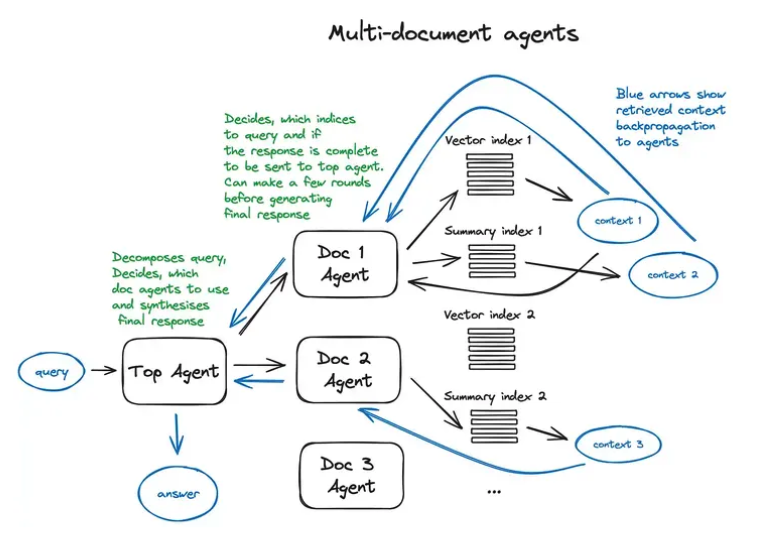 Multi-document agents
Blue arrows show
retrieved context
backpropagation
to agents
Decides, which indices
to query and if
the response is complete
to be sent to top agent.
Can make a few rounds
before generating
final response
Vector index 1
context 1
Doc 1
Agent
Summary index 1
context 2
Decomposes query,
Decides, which
doc agents to use
and synthesises
final response
Vector index 2
query
Top Agent
Doc 2
Agent
Summary index 2
context 3
answer
Doc 3
Agent
...